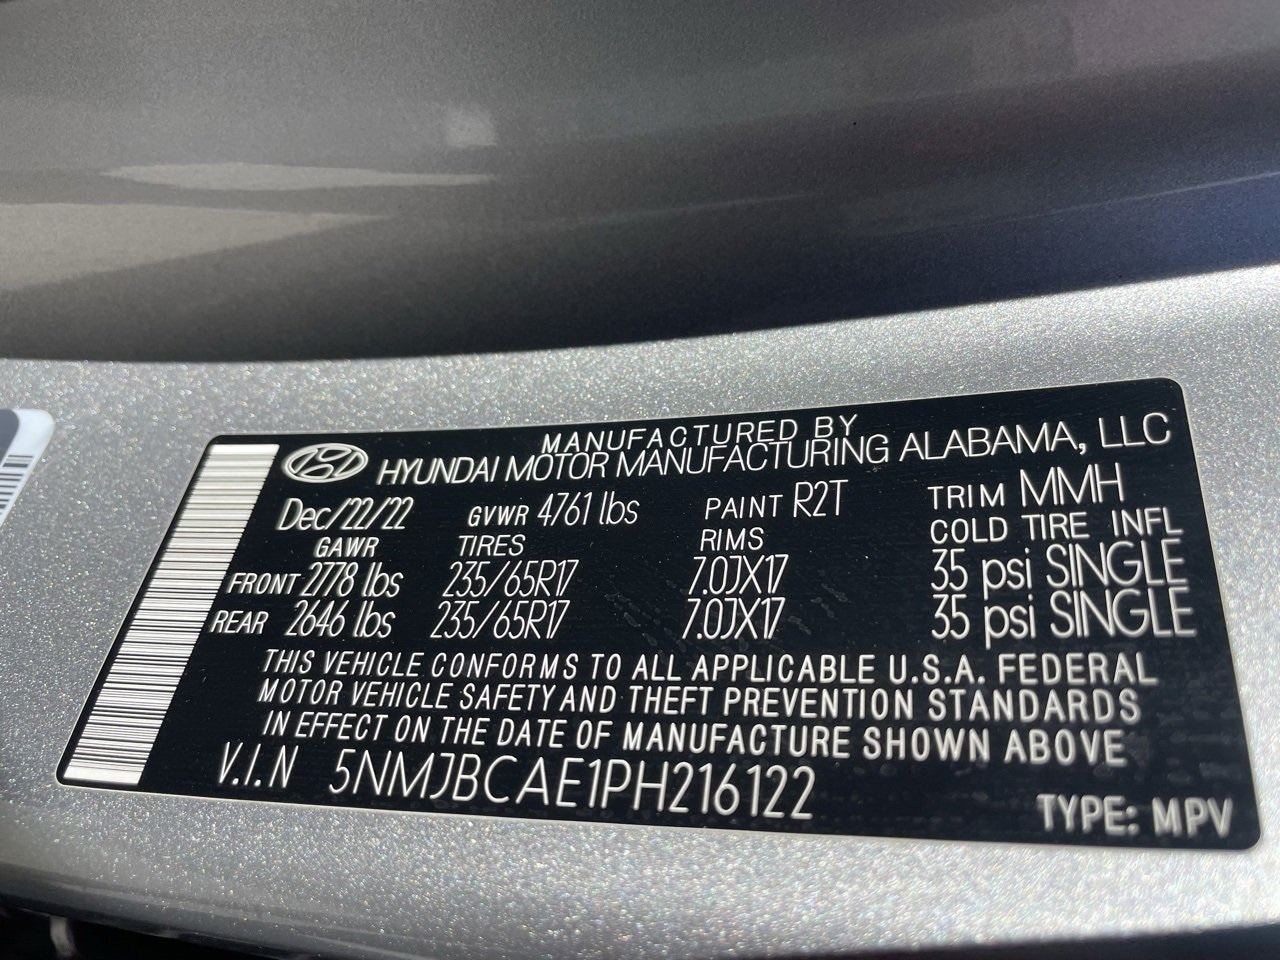 MANUFACTURED BY
HYUNDAI MOTOR MANUFACTURING ALABAMA, LLC
Dec/22/22 GVWR 4761 lbs PAINT R2T TRIM MMH
GAWR TIRES RIMS COLD TIRE INFL
FRONT 2778 lbs 235/65R17 7.0JX17 35 psi SINGLE
REAR 2646 lbs 235/65R17 7.0JX17 35 psi SINGLE
THIS VEHICLE CONFORMS TO ALL APPLICABLE U.S.A. FEDERAL
MOTOR VEHICLE SAFETY AND THEFT PREVENTION STANDARDS
IN EFFECT ON THE DATE OF MANUFACTURE SHOWN ABOVE
V.I.N 5NMJBCAE1PH216122 TYPE: MPV